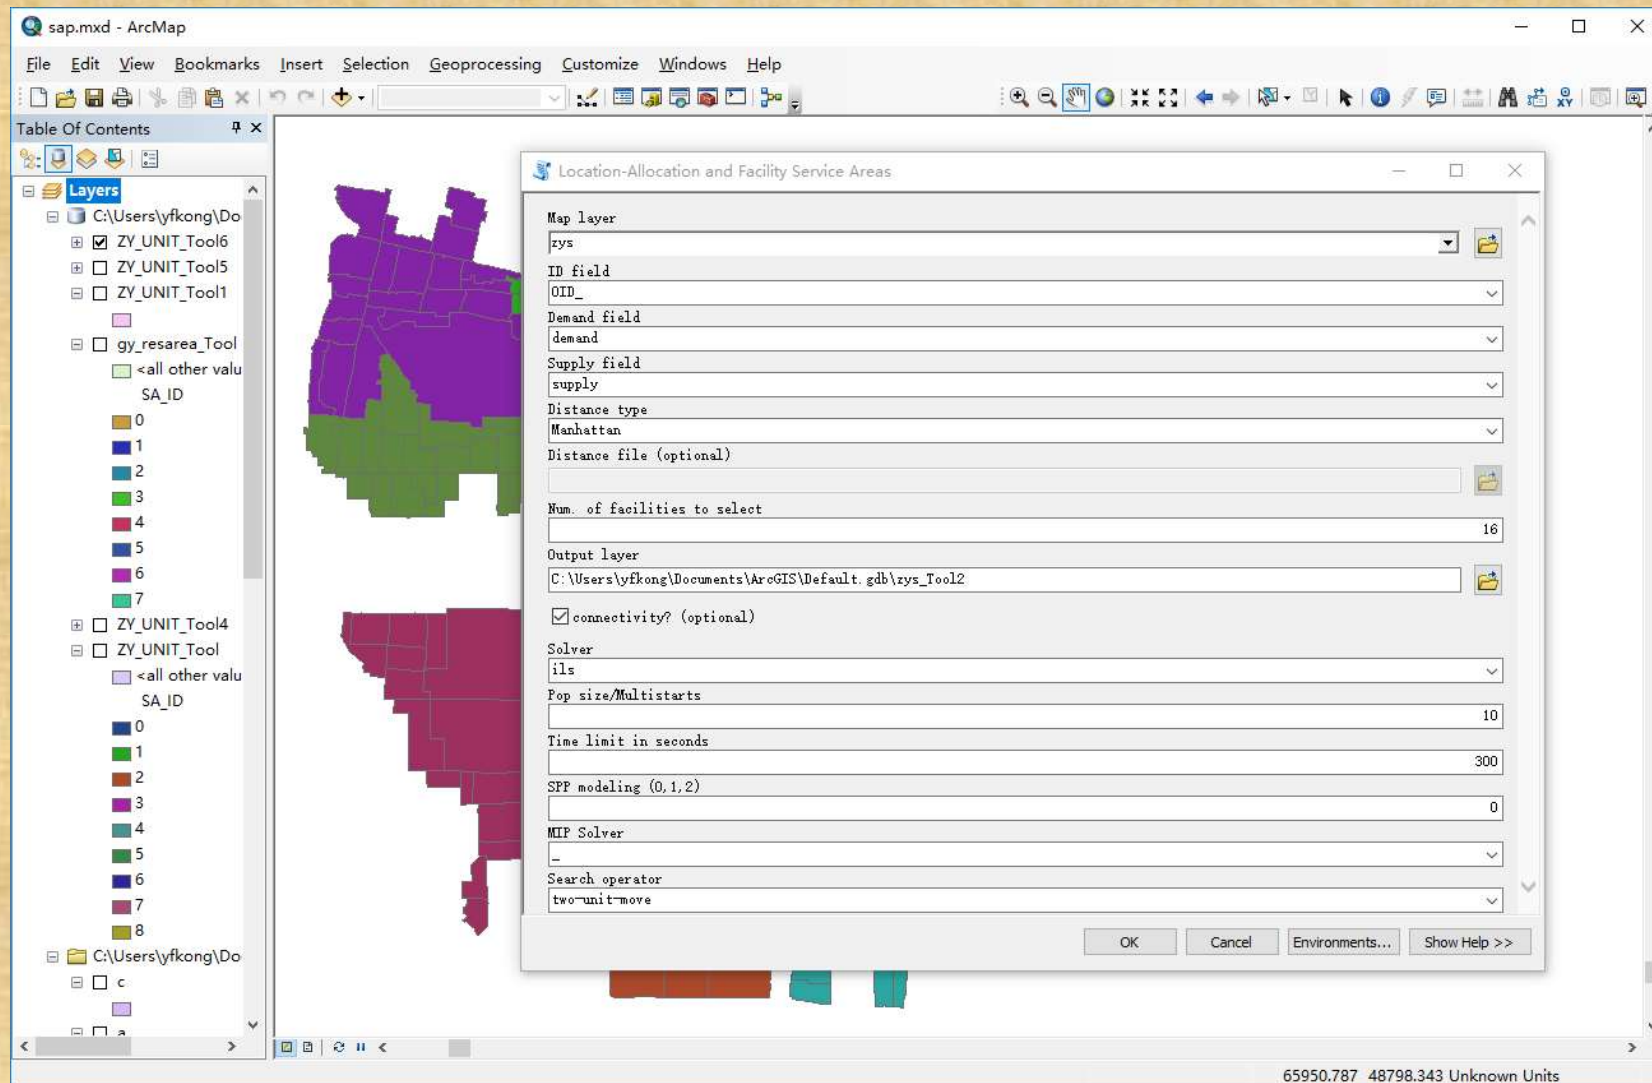 sap.mxd - ArcMap
File Edit View Bookmarks Insert Selection Geoprocessing Customize Windows Help
Table Of Contents
Layers
C:\Users\yfkong\Do
ZY_UNIT_Tool6
ZY_UNIT_Tool5
ZY_UNIT_Tool1
gy_resarea_Tool
<all other valu
SA_ID
0
1
2
3
4
5
6
7
ZY_UNIT_Tool4
ZY_UNIT_Tool
<all other valu
SA_ID
0
1
2
3
4
5
6
7
8
C:\Users\yfkong\Do
c
a
Location-Allocation and Facility Service Areas
Map layer
zys
ID field
OID_
Demand field
demand
Supply field
supply
Distance type
Manhattan
Distance file (optional)
Num. of facilities to select
16
Output layer
C:\Users\yfkong\Documents\ArcGIS\Default.gdb\zys_Tool2
connectivity? (optional)
Solver
ils
Pop size/Multistarts
10
Time limit in seconds
300
SPP modeling (0,1,2)
0
MIP Solver
_
Search operator
two-unit-move
OK Cancel Environments... Show Help >>
65950.787 48798.343 Unknown Units